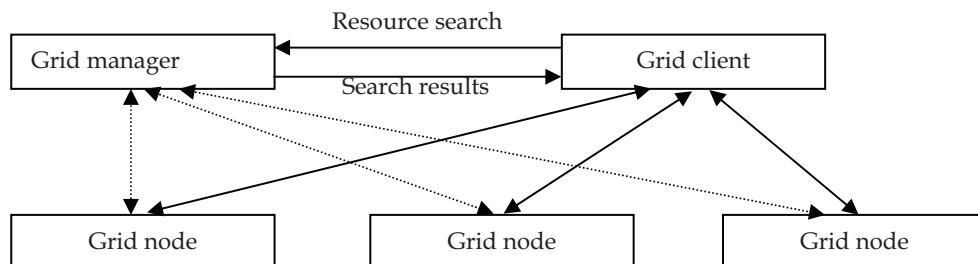 Resource search
Grid manager
Grid client
Search results
Grid node
Grid node
Grid node